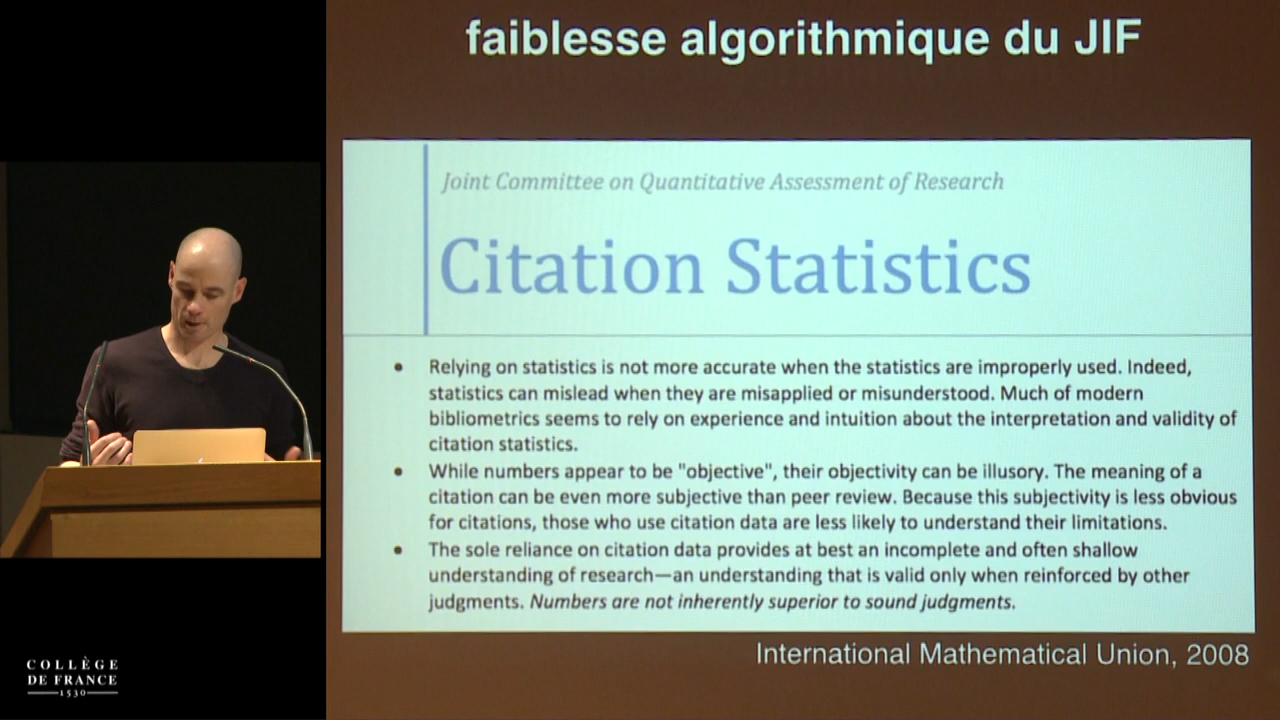 faiblesse algorithmique du JIF
Joint Committee on Quantitative Assessment of Research
Citation Statistics
• Relying on statistics is not more accurate when the statistics are improperly used. Indeed,
statistics can mislead when they are misapplied or misunderstood. Much of modern
bibliometrics seems to rely on experience and intuition about the interpretation and validity of
citation statistics.
• While numbers appear to be "objective", their objectivity can be illusory. The meaning of a
citation can be even more subjective than peer review. Because this subjectivity is less obvious
for citations, those who use citation data are less likely to understand their limitations.
• The sole reliance on citation data provides at best an incomplete and often shallow
understanding of research—an understanding that is valid only when reinforced by other
judgments. Numbers are not inherently superior to sound judgments.
International Mathematical Union, 2008
COLLÈGE
DE FRANCE
1530